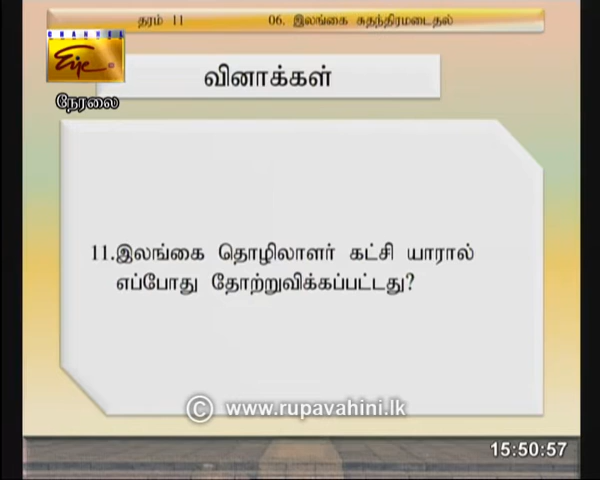 தரம் 11 06. இலங்கை சுதந்திரமடைதல்
CHANNEL
Eye
நேரலை
வினாக்கள்
11.இலங்கை தொழிலாளர் கட்சி யாரால்
எப்போது தோற்றுவிக்கப்பட்டது?
© www.rupavahini.lk
15:50:57